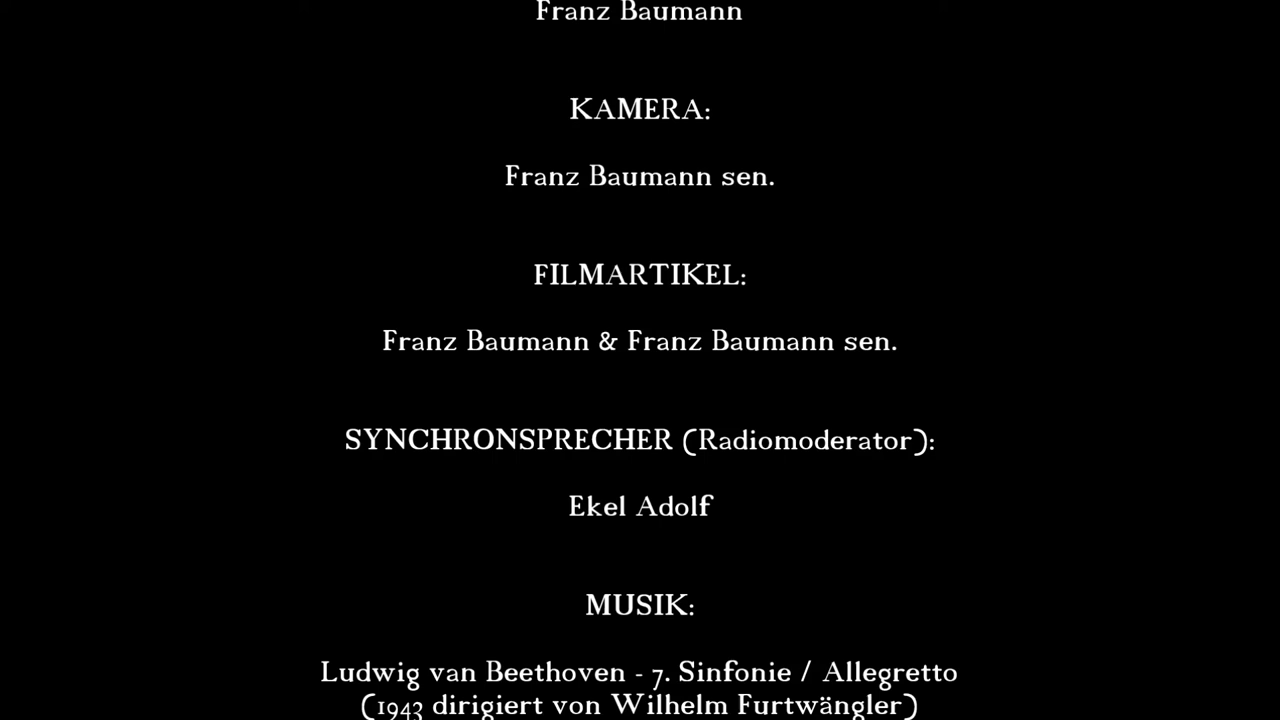 Franz Baumann
KAMERA:
Franz Baumann sen.
FILMARTIKEL:
Franz Baumann & Franz Baumann sen.
SYNCHRONSPRECHER (Radiomoderator):
Ekel Adolf
MUSIK:
Ludwig van Beethoven - 7. Sinfonie / Allegretto
(1943 dirigiert von Wilhelm Furtwängler)